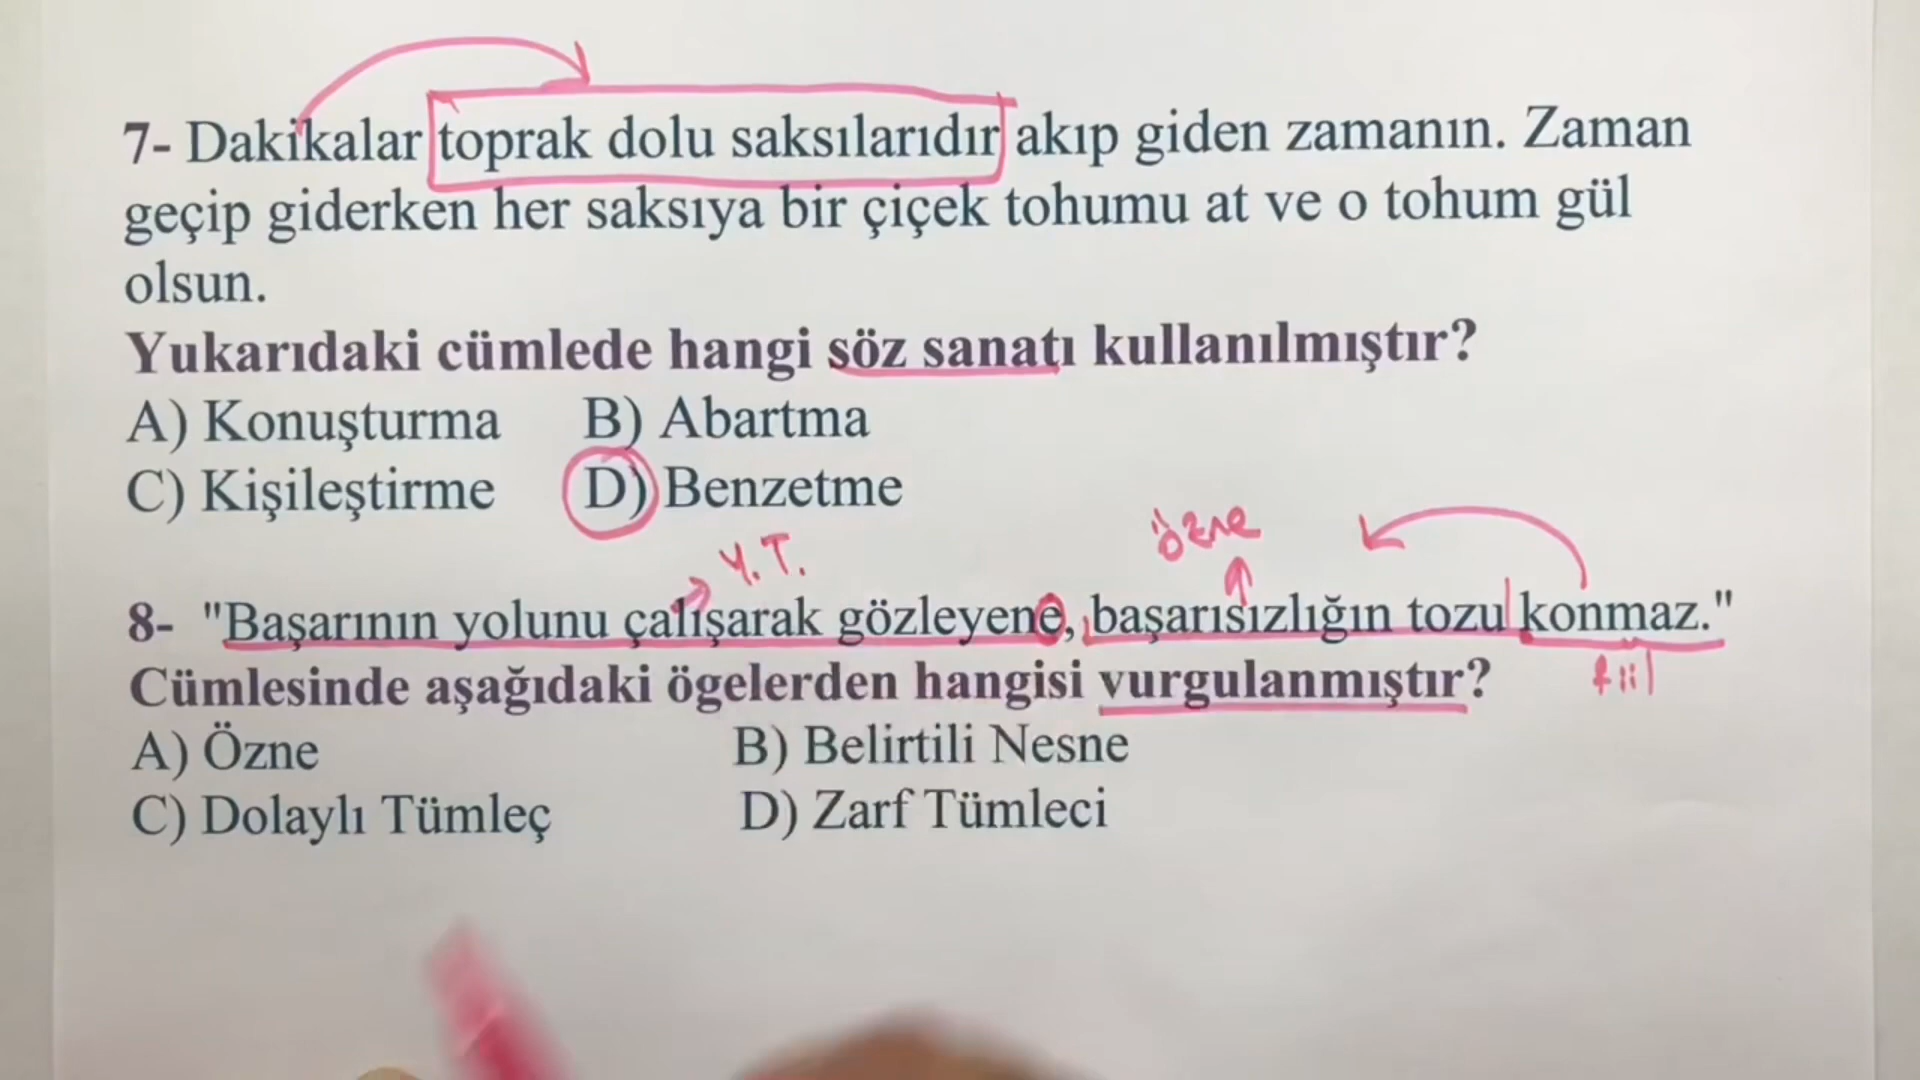 7- Dakikalar toprak dolu saksılarıdır akıp giden zamanın. Zaman
geçip giderken her saksıya bir çiçek tohumu at ve o tohum gül
olsun.
Yukarıdaki cümlede hangi söz sanatı kullanılmıştır?
A) Konuşturma B) Abartma
C) Kişileştirme D) Benzetme
Y.T. özne
8- "Başarının yolunu çalışarak gözleyene, başarısızlığın tozu konmaz."
fiil
Cümlesinde aşağıdaki ögelerden hangisi vurgulanmıştır?
A) Özne B) Belirtili Nesne
C) Dolaylı Tümleç D) Zarf Tümleci